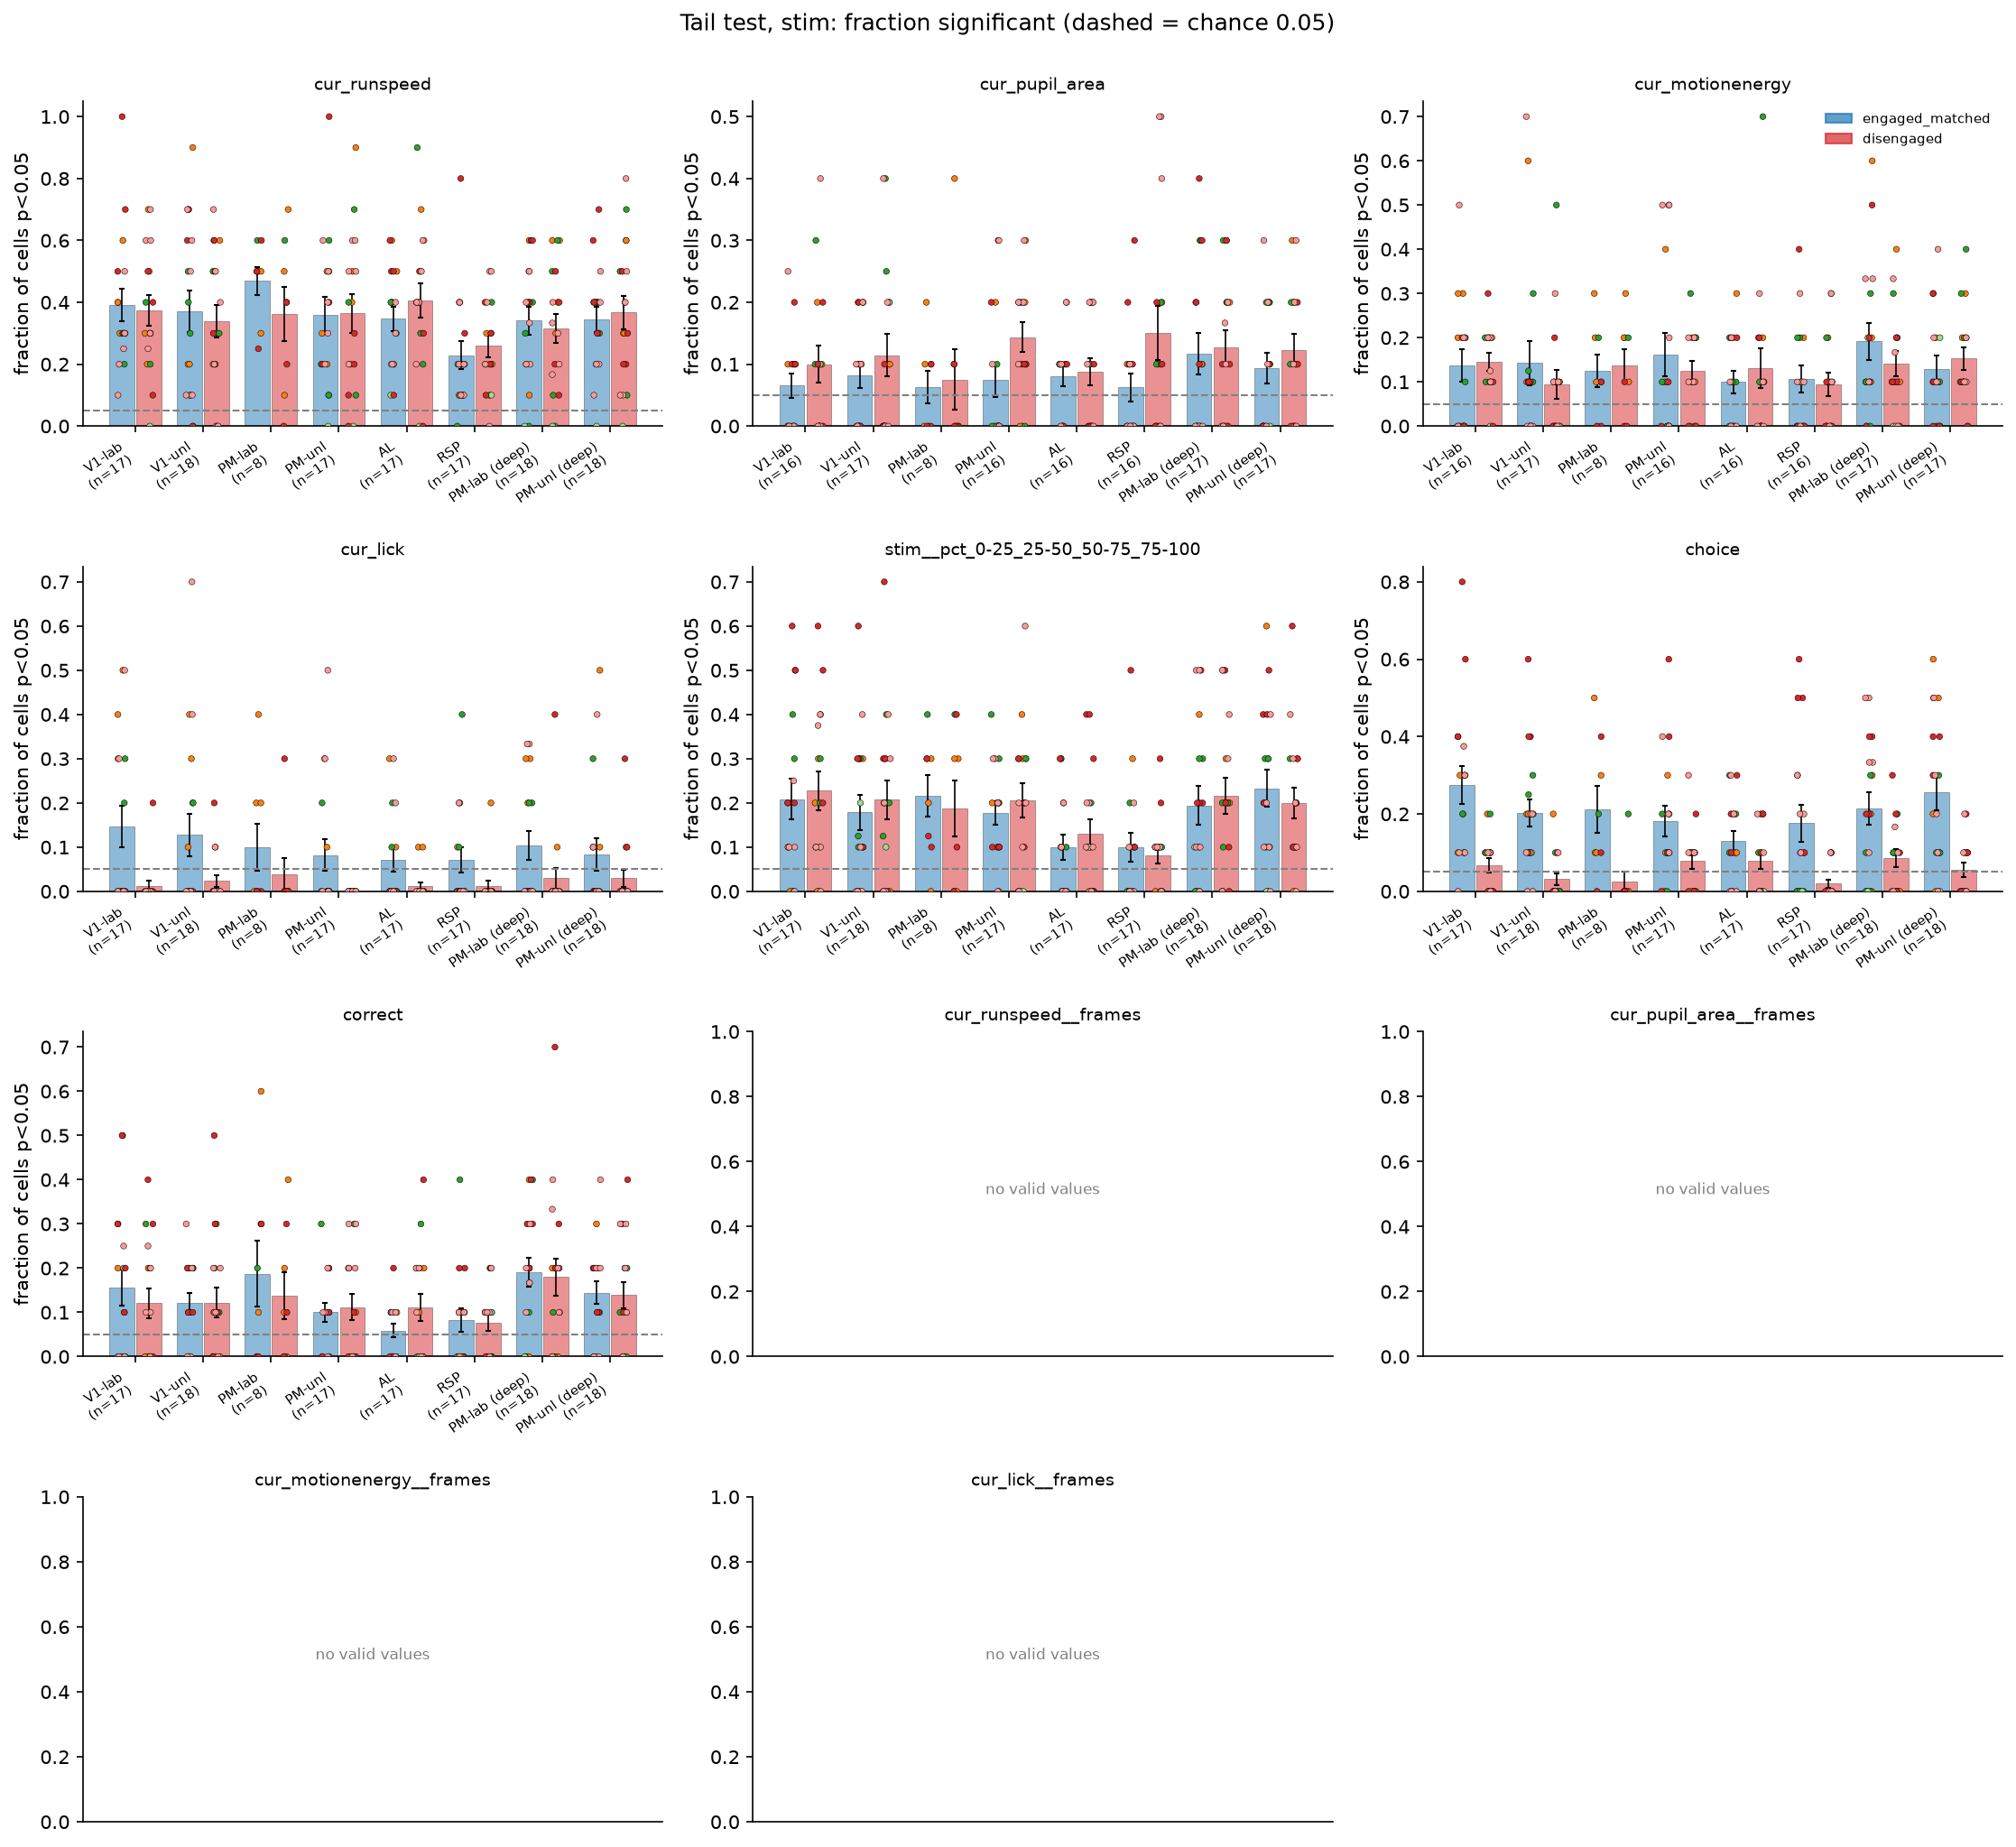 Tail test, stim: fraction significant (dashed = chance 0.05)
cur_runspeed
fraction of cells p<0.05
1.0
0.8
0.6
0.4
0.2
0.0
V1-lab
(n=17)
V1-unl
(n=18)
PM-lab
(n=8)
PM-unl
(n=17)
AL
(n=17)
RSP
(n=17)
PM-lab (deep)
(n=18)
PM-unl (deep)
(n=18)
cur_pupil_area
fraction of cells p<0.05
0.5
0.4
0.3
0.2
0.1
0.0
V1-lab
(n=16)
V1-unl
(n=17)
PM-lab
(n=8)
PM-unl
(n=16)
AL
(n=16)
RSP
(n=16)
PM-lab (deep)
(n=17)
PM-unl (deep)
(n=17)
cur_motionenergy
engaged_matched
disengaged
fraction of cells p<0.05
0.7
0.6
0.5
0.4
0.3
0.2
0.1
0.0
V1-lab
(n=16)
V1-unl
(n=17)
PM-lab
(n=8)
PM-unl
(n=16)
AL
(n=16)
RSP
(n=16)
PM-lab (deep)
(n=17)
PM-unl (deep)
(n=17)
cur_lick
fraction of cells p<0.05
0.7
0.6
0.5
0.4
0.3
0.2
0.1
0.0
V1-lab
(n=17)
V1-unl
(n=18)
PM-lab
(n=8)
PM-unl
(n=17)
AL
(n=17)
RSP
(n=17)
PM-lab (deep)
(n=18)
PM-unl (deep)
(n=18)
stim__pct_0-25_25-50_50-75_75-100
fraction of cells p<0.05
0.7
0.6
0.5
0.4
0.3
0.2
0.1
0.0
V1-lab
(n=17)
V1-unl
(n=18)
PM-lab
(n=8)
PM-unl
(n=17)
AL
(n=17)
RSP
(n=17)
PM-lab (deep)
(n=18)
PM-unl (deep)
(n=18)
choice
fraction of cells p<0.05
0.8
0.6
0.4
0.2
0.0
V1-lab
(n=17)
V1-unl
(n=18)
PM-lab
(n=8)
PM-unl
(n=17)
AL
(n=17)
RSP
(n=17)
PM-lab (deep)
(n=18)
PM-unl (deep)
(n=18)
correct
fraction of cells p<0.05
0.7
0.6
0.5
0.4
0.3
0.2
0.1
0.0
V1-lab
(n=17)
V1-unl
(n=18)
PM-lab
(n=8)
PM-unl
(n=17)
AL
(n=17)
RSP
(n=17)
PM-lab (deep)
(n=18)
PM-unl (deep)
(n=18)
cur_runspeed__frames
1.0
0.8
0.6
0.4
0.2
0.0
no valid values
cur_pupil_area__frames
1.0
0.8
0.6
0.4
0.2
0.0
no valid values
cur_motionenergy__frames
1.0
0.8
0.6
0.4
0.2
0.0
no valid values
cur_lick__frames
1.0
0.8
0.6
0.4
0.2
0.0
no valid values